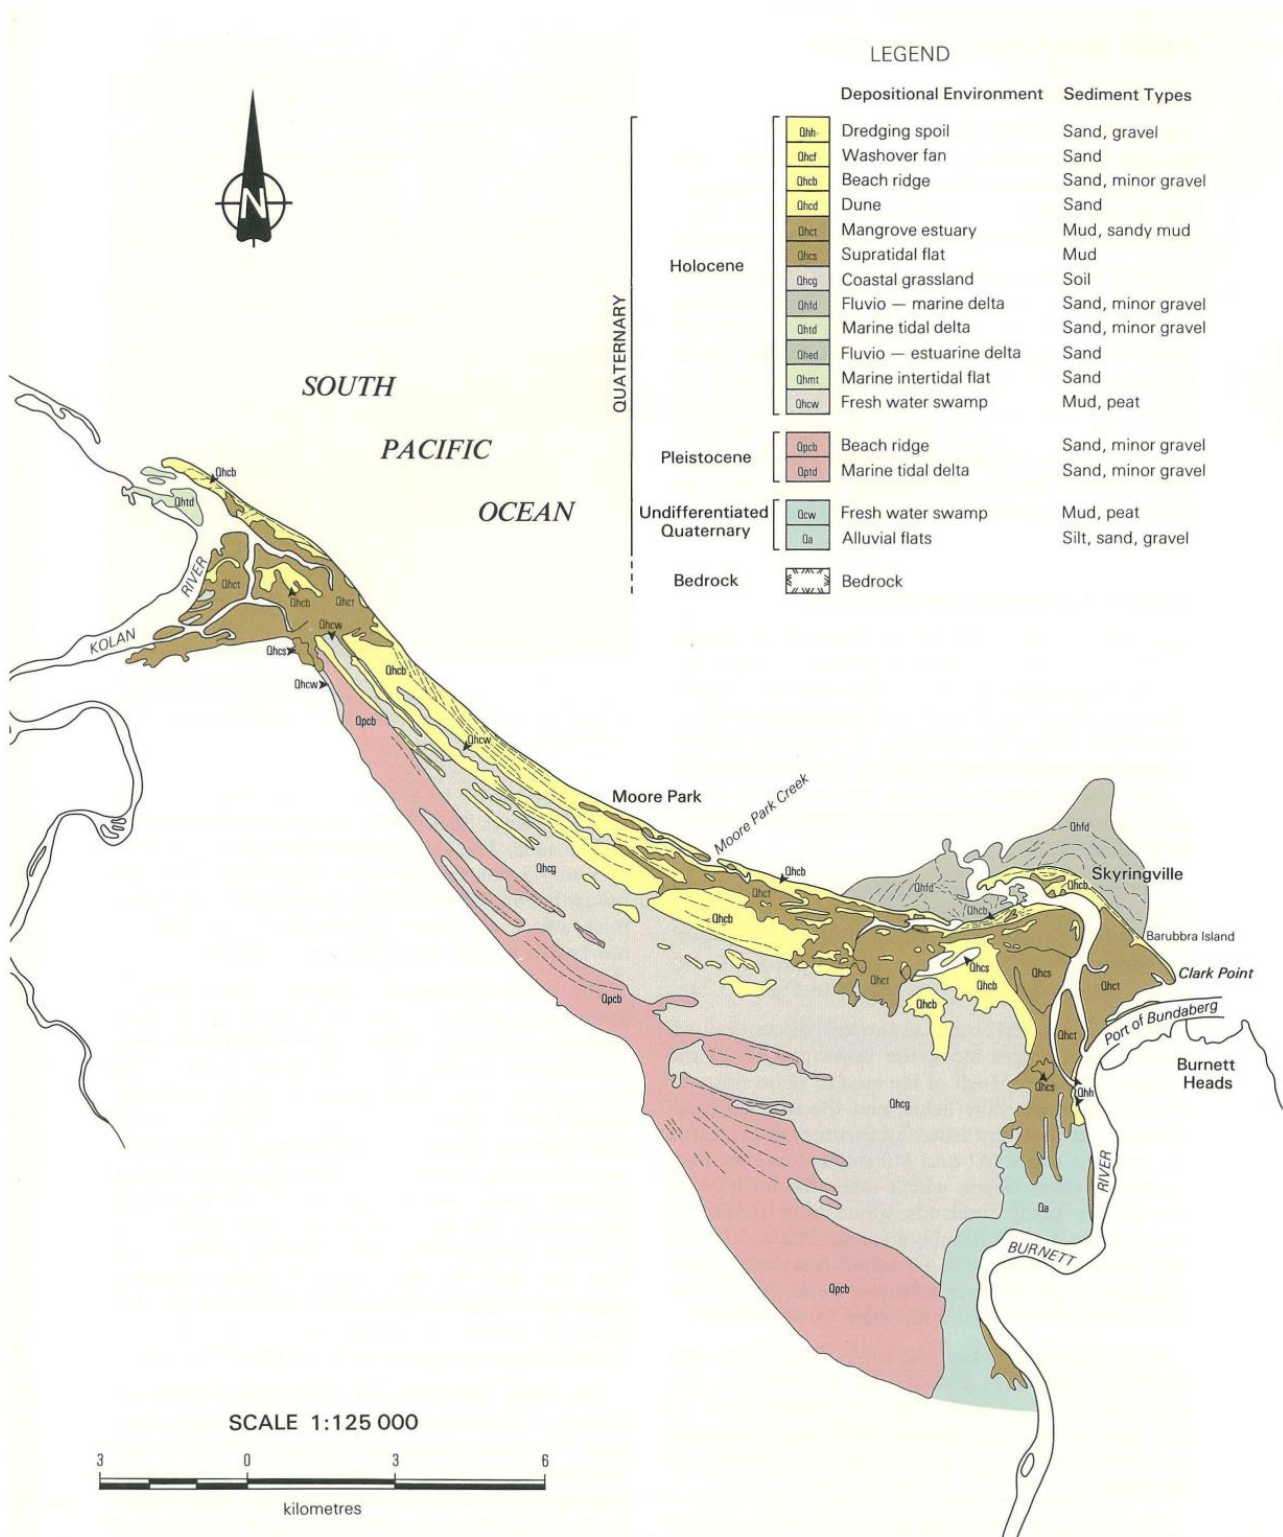 LEGEND
Depositional Environment Sediment Types
QUATERNARY
Holocene
Qhh Dredging spoil Sand, gravel
Qhcf Washover fan Sand
Qhcb Beach ridge Sand, minor gravel
Qhcd Dune Sand
Qhct Mangrove estuary Mud, sandy mud
Qhcs Supratidal flat Mud
Qhcg Coastal grassland Soil
Qhfd Fluvio — marine delta Sand, minor gravel
Qhtd Marine tidal delta Sand, minor gravel
Qhed Fluvio — estuarine delta Sand
Qhmt Marine intertidal flat Sand
Qhcw Fresh water swamp Mud, peat
Pleistocene
Qpcb Beach ridge Sand, minor gravel
Qptd Marine tidal delta Sand, minor gravel
Undifferentiated
Quaternary
Qcw Fresh water swamp Mud, peat
Qa Alluvial flats Silt, sand, gravel
Bedrock Bedrock
N
SOUTH
PACIFIC
OCEAN
Qhcb
Qhtd
RIVER
KOLAN
Qhct
Qhcb
Qhct
Qhcw
Qhcs
Qhcw
Qhcb
Qpcb
Qhcw
Moore Park
Moore Park Creek
Qhcg
Qhcb
Qhct
Qhcb
Qhfd
Qhfd
Skyringville
Qhcb
Qhcb
Barubbra Island
Clark Point
Qhcs
Qhcs
Qhct
Qhct
Qhcb
Qhcb
Qpcb
Port of Bundaberg
Qhct
Burnett
Heads
Qhcs
Qhh
Qhcg
RIVER
Qa
BURNETT
Qpcb
SCALE 1:125 000
3 0 3 6
kilometres